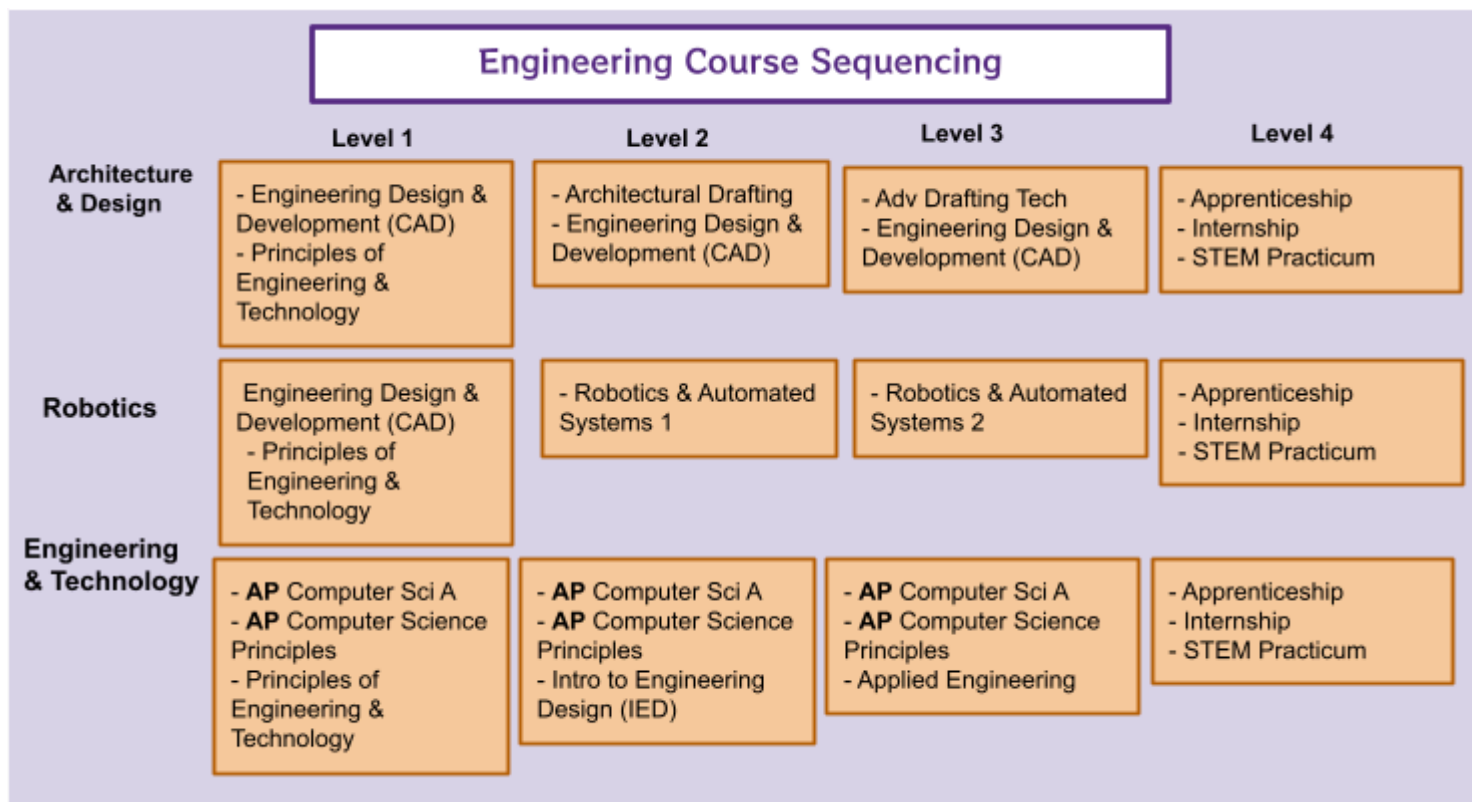 Engineering Course Sequencing
Level 1
Level 2
Level 3
Level 4
Architecture
& Design
- Engineering Design &
Development (CAD)
- Principles of
Engineering &
Technology
- Architectural Drafting
- Engineering Design &
Development (CAD)
- Adv Drafting Tech
- Engineering Design &
Development (CAD)
- Apprenticeship
- Internship
- STEM Practicum
Robotics
Engineering Design &
Development (CAD)
- Principles of
Engineering &
Technology
- Robotics & Automated
Systems 1
- Robotics & Automated
Systems 2
- Apprenticeship
- Internship
- STEM Practicum
Engineering
& Technology
- AP Computer Sci A
- AP Computer Science
Principles
- Principles of
Engineering &
Technology
- AP Computer Sci A
- AP Computer Science
Principles
- Intro to Engineering
Design (IED)
- AP Computer Sci A
- AP Computer Science
Principles
- Applied Engineering
- Apprenticeship
- Internship
- STEM Practicum